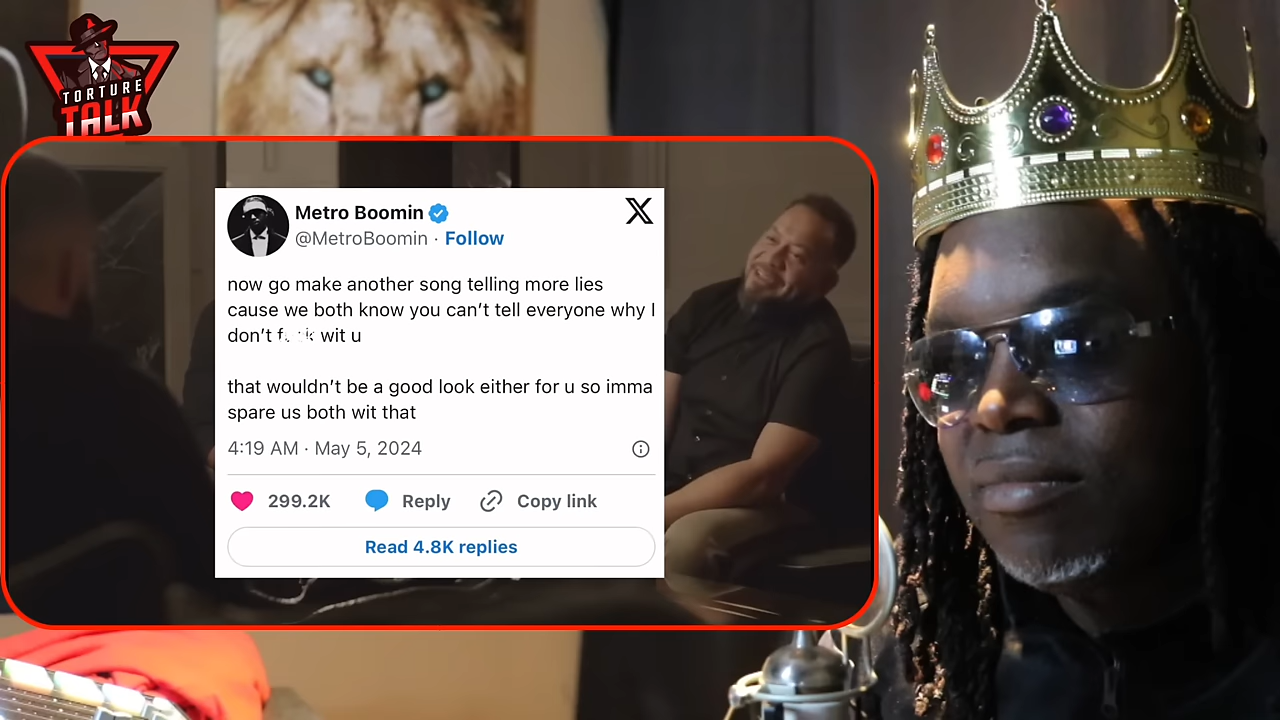 TORTURE
TALK
Metro Boomin
@MetroBoomin · Follow
now go make another song telling more lies
cause we both know you can't tell everyone why I
don't f k wit u
that wouldn't be a good look either for u so imma
spare us both wit that
4:19 AM · May 5, 2024
299.2K Reply Copy link
Read 4.8K replies